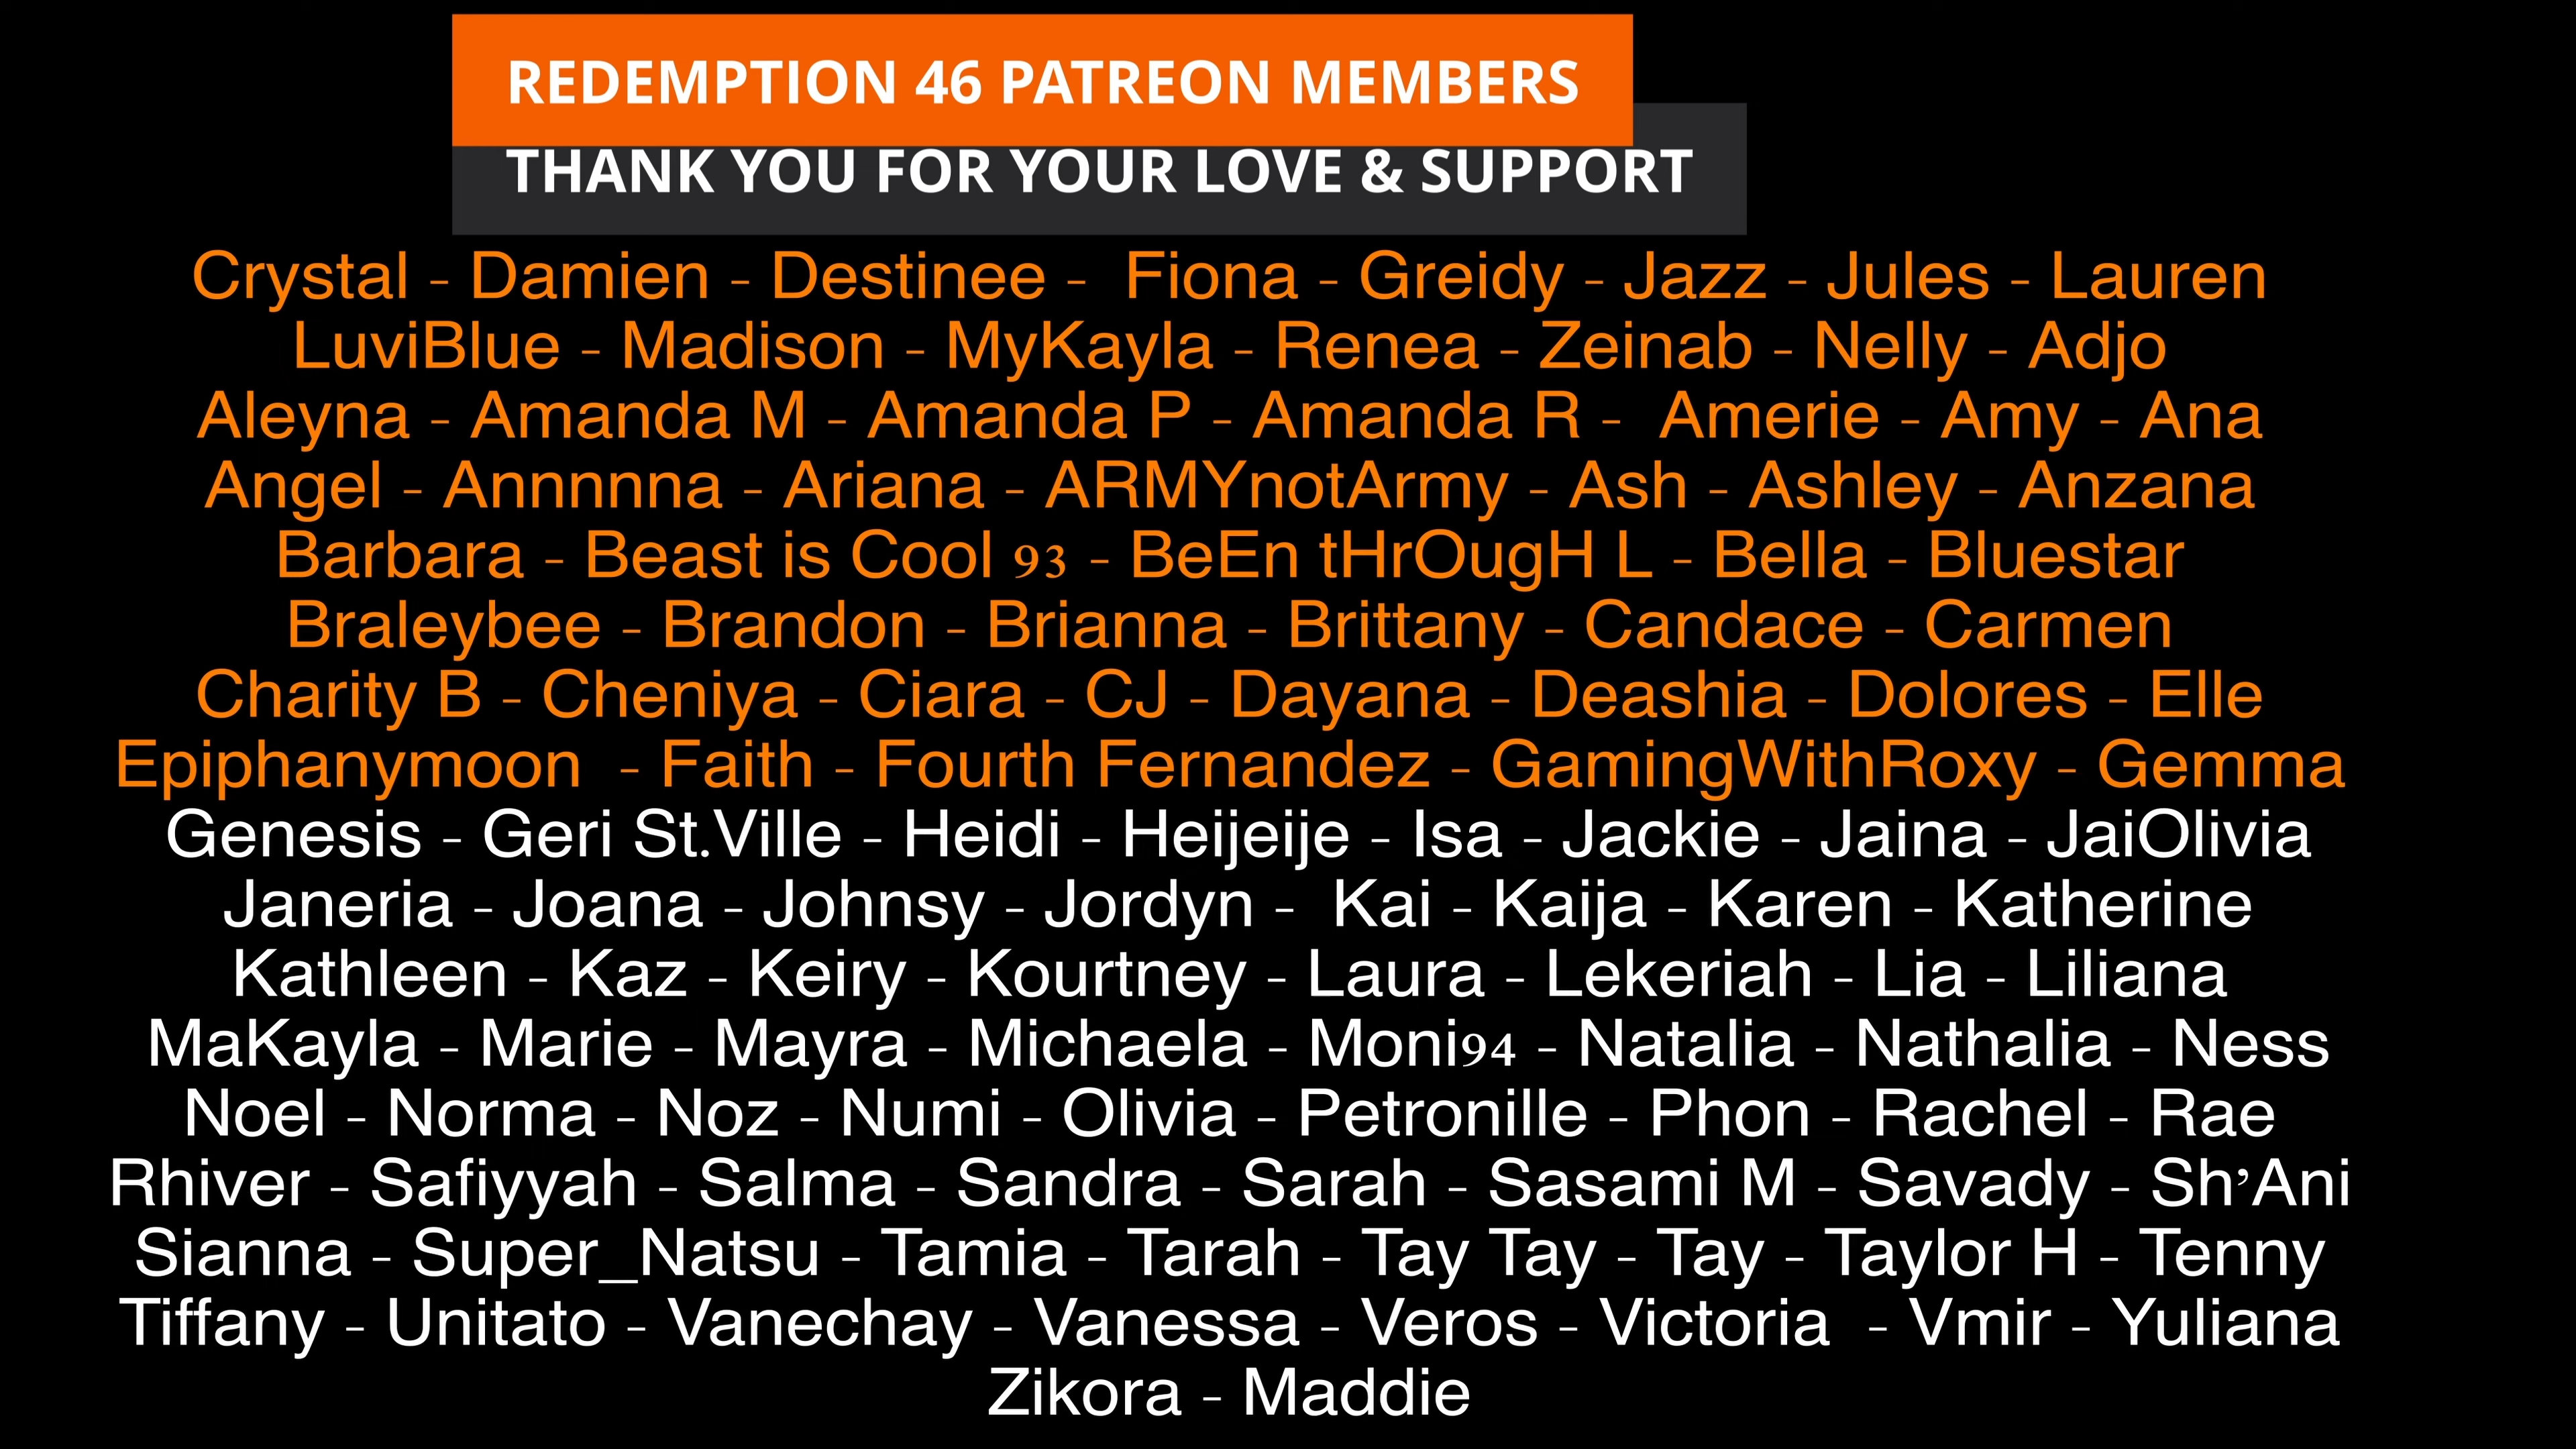 REDEMPTION 46 PATREON MEMBERS
THANK YOU FOR YOUR LOVE & SUPPORT
Crystal - Damien - Destinee -  Fiona - Greidy - Jazz - Jules - Lauren
LuviBlue - Madison - MyKayla - Renea - Zeinab - Nelly - Adjo
Aleyna - Amanda M - Amanda P - Amanda R -  Amerie - Amy - Ana
Angel - Annnnna - Ariana - ARMYnotArmy - Ash - Ashley - Anzana
Barbara - Beast is Cool 93 - BeEn tHrOugH L - Bella - Bluestar
Braleybee - Brandon - Brianna - Brittany - Candace - Carmen
Charity B - Cheniya - Ciara - CJ - Dayana - Deashia - Dolores - Elle
Epiphanymoon  - Faith - Fourth Fernandez - GamingWithRoxy - Gemma
Genesis - Geri St.Ville - Heidi - Heijeije - Isa - Jackie - Jaina - JaiOlivia
Janeria - Joana - Johnsy - Jordyn -  Kai - Kaija - Karen - Katherine
Kathleen - Kaz - Keiry - Kourtney - Laura - Lekeriah - Lia - Liliana
MaKayla - Marie - Mayra - Michaela - Moni94 - Natalia - Nathalia - Ness
Noel - Norma - Noz - Numi - Olivia - Petronille - Phon - Rachel - Rae
Rhiver - Safiyyah - Salma - Sandra - Sarah - Sasami M - Savady - Sh’Ani
Sianna - Super_Natsu - Tamia - Tarah - Tay Tay - Tay - Taylor H - Tenny
Tiffany - Unitato - Vanechay - Vanessa - Veros - Victoria  - Vmir - Yuliana
Zikora - Maddie